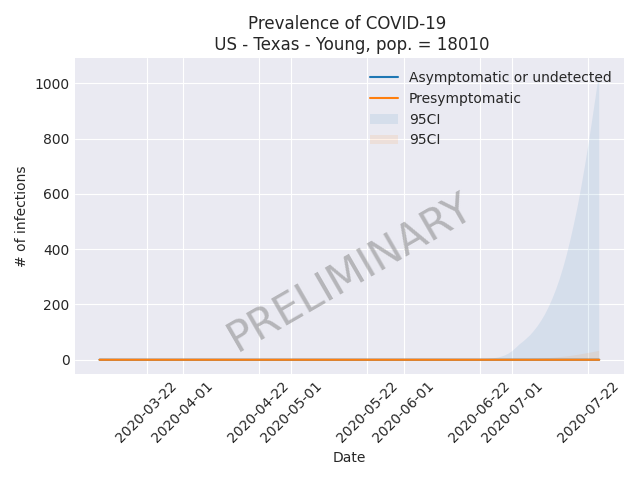 Prevalence of COVID-19
US - Texas - Young, pop. = 18010
Asymptomatic or undetected
Presymptomatic
95CI
95CI
# of infections
1000
800
600
400
200
0
PRELIMINARY
2020-03-22
2020-04-01
2020-04-22
2020-05-01
2020-05-22
2020-06-01
2020-06-22
2020-07-01
2020-07-22
Date